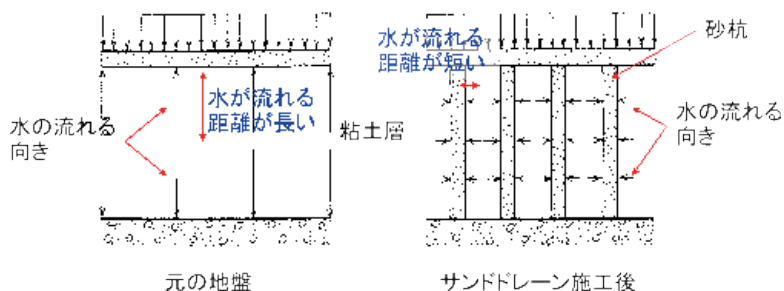 水が流れる
距離が長い
水の流れる
向き
粘土層
元の地盤
水が流れる
距離が短い
砂杭
水の流れる
向き
サンドドレーン施工後